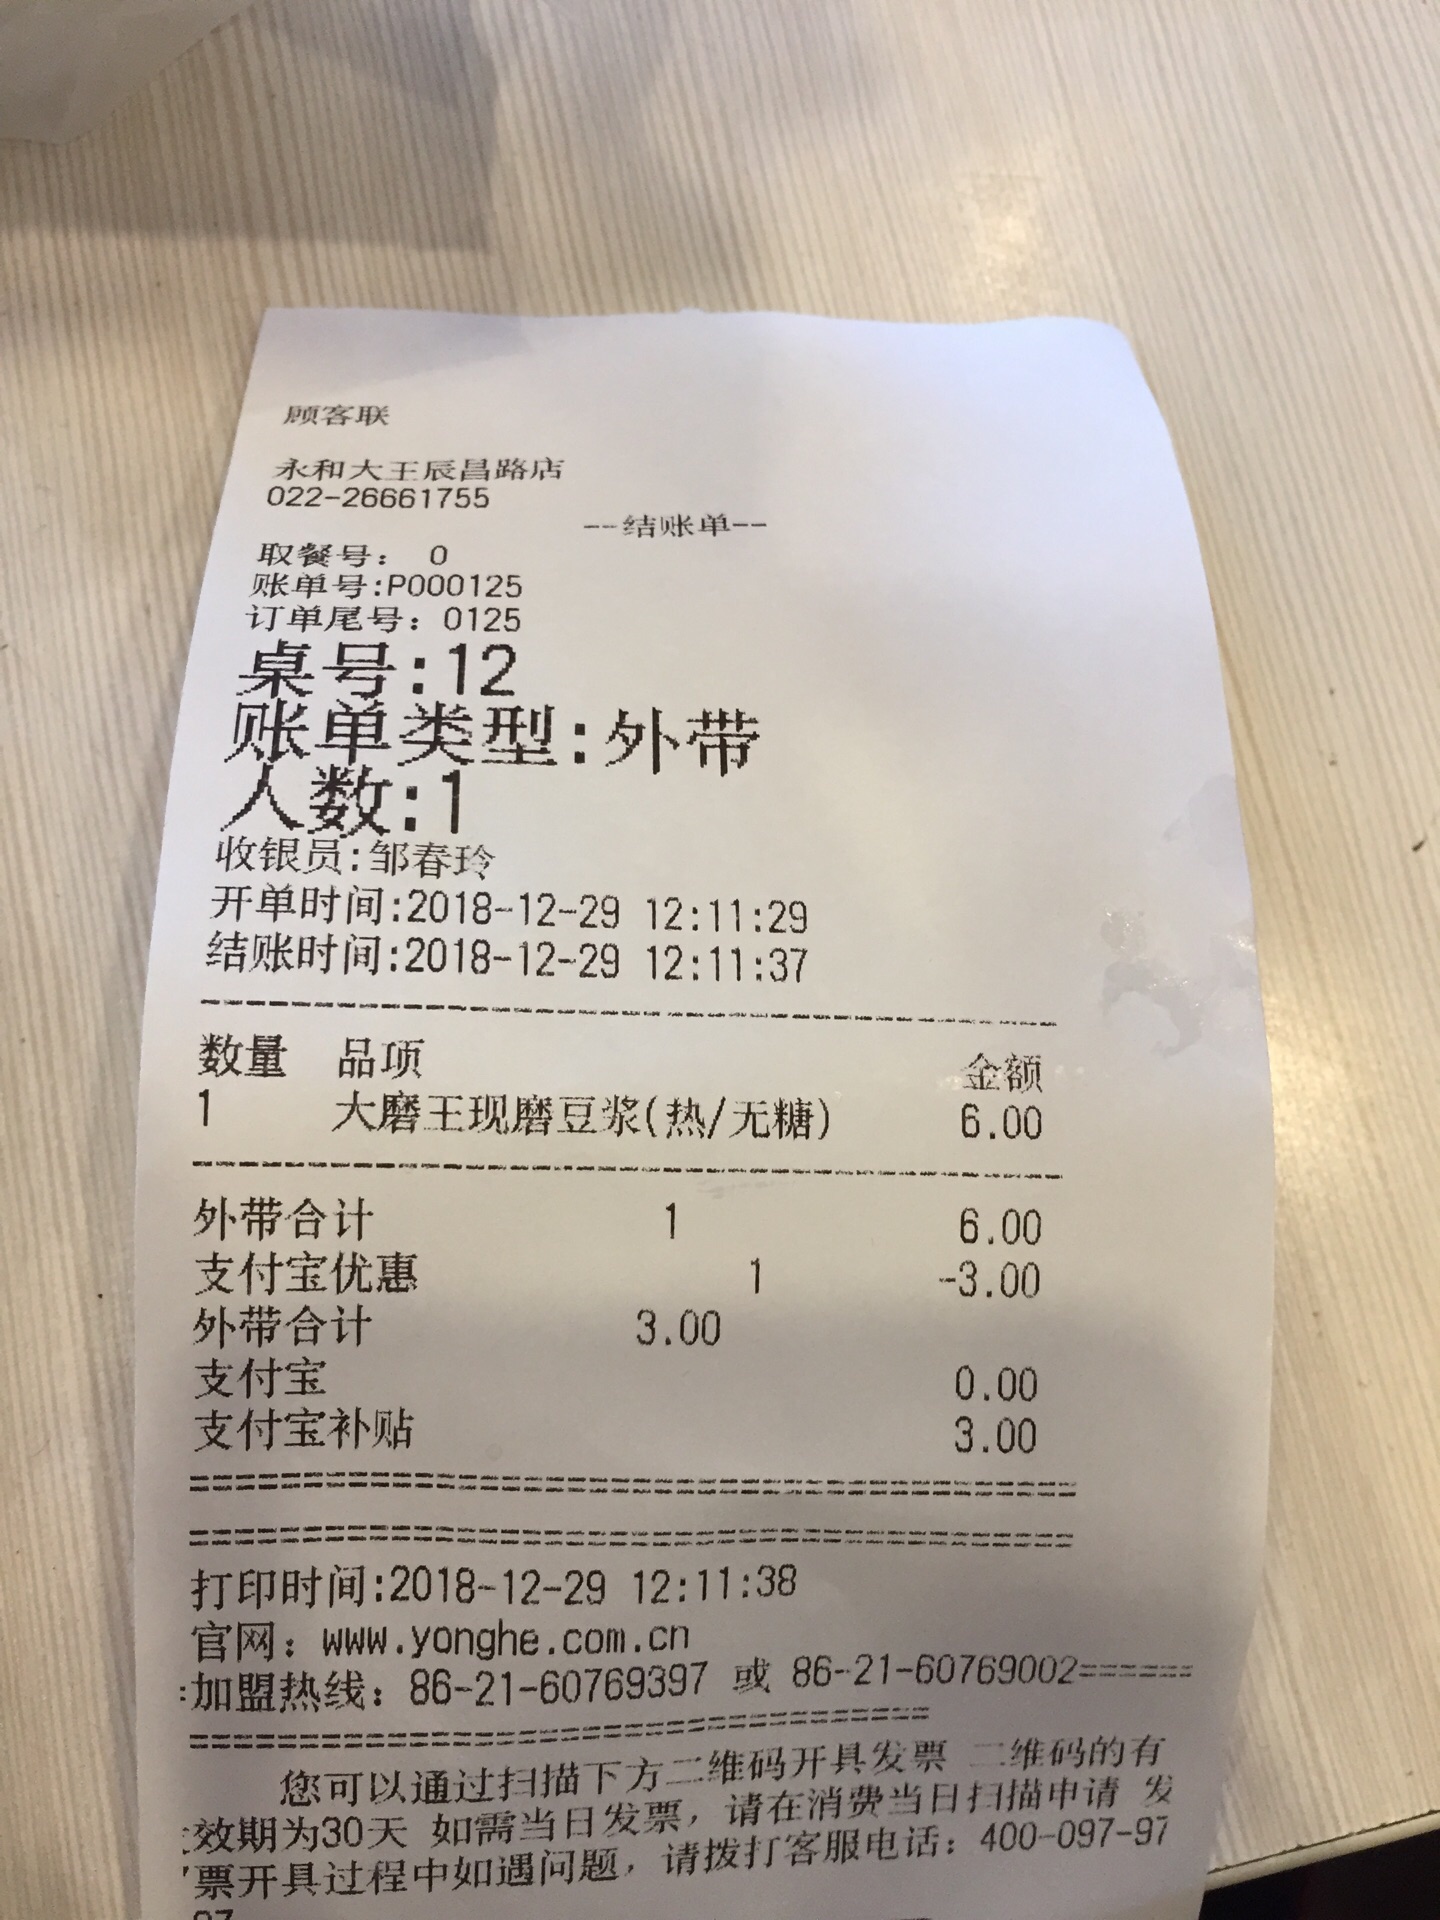 顾客联
永和大王辰昌路店
022-26661755
--结账单--
取餐号： 0
账单号:P000125
订单尾号：0125
桌号:12
账单类型:外带
人数:1
收银员:邹春玲
开单时间:2018-12-29 12:11:29
结账时间:2018-12-29 12:11:37
数量 品项 金额
1 大磨王现磨豆浆(热/无糖) 6.00
外带合计 1 6.00
支付宝优惠 1 -3.00
外带合计 3.00
支付宝 0.00
支付宝补贴 3.00
打印时间:2018-12-29 12:11:38
官网：www.yonghe.com.cn
加盟热线：86-21-60769397 或 86-21-60769002======
您可以通过扫描下方二维码开具发票 二维码的有
效期为30天 如需当日发票，请在消费当日扫描申请 发
票开具过程中如遇问题，请拨打客服电话：400-097-97
97